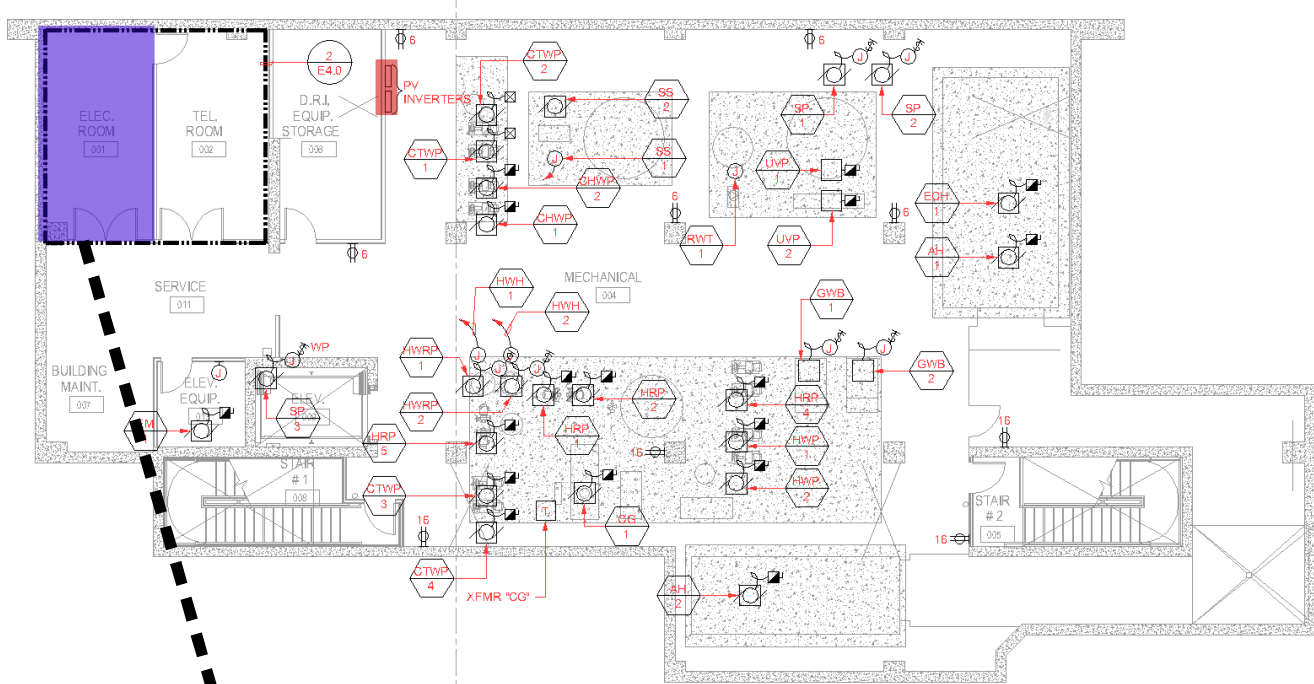 6
6
2
E4.0
CTWP
2
PV
INVERTERS
SS
2
SP
1
SP
2
J
J
ELEC.
ROOM
001
TEL.
ROOM
002
D.R.I,
EQUIP.
STORAGE
006
CTWP
1
J
SS
1
UVP
1
J
CHWP
2
ECH
1
CHWP
1
6
6
RWT
1
UVP
2
6
AH
1
SERVICE
011
MECHANICAL
004
HWH
1
HWH
2
GWB
1
HWRP
1
J
J
J
J
J
J
WP
BUILDING
MAINT.
007
J
ELEV.
EQUIP.
ELEV.
GWB
2
HWRP
2
J
J
HRP
2
HRP
4
SP
3
HRP
5
HRP
1
HWP
1
16
16
STAIR
#1
008
CTWP
3
HWP
2
STAIR
#2
005
T
CG
1
16
16
CTWP
4
XFMR "CG"
AH
2